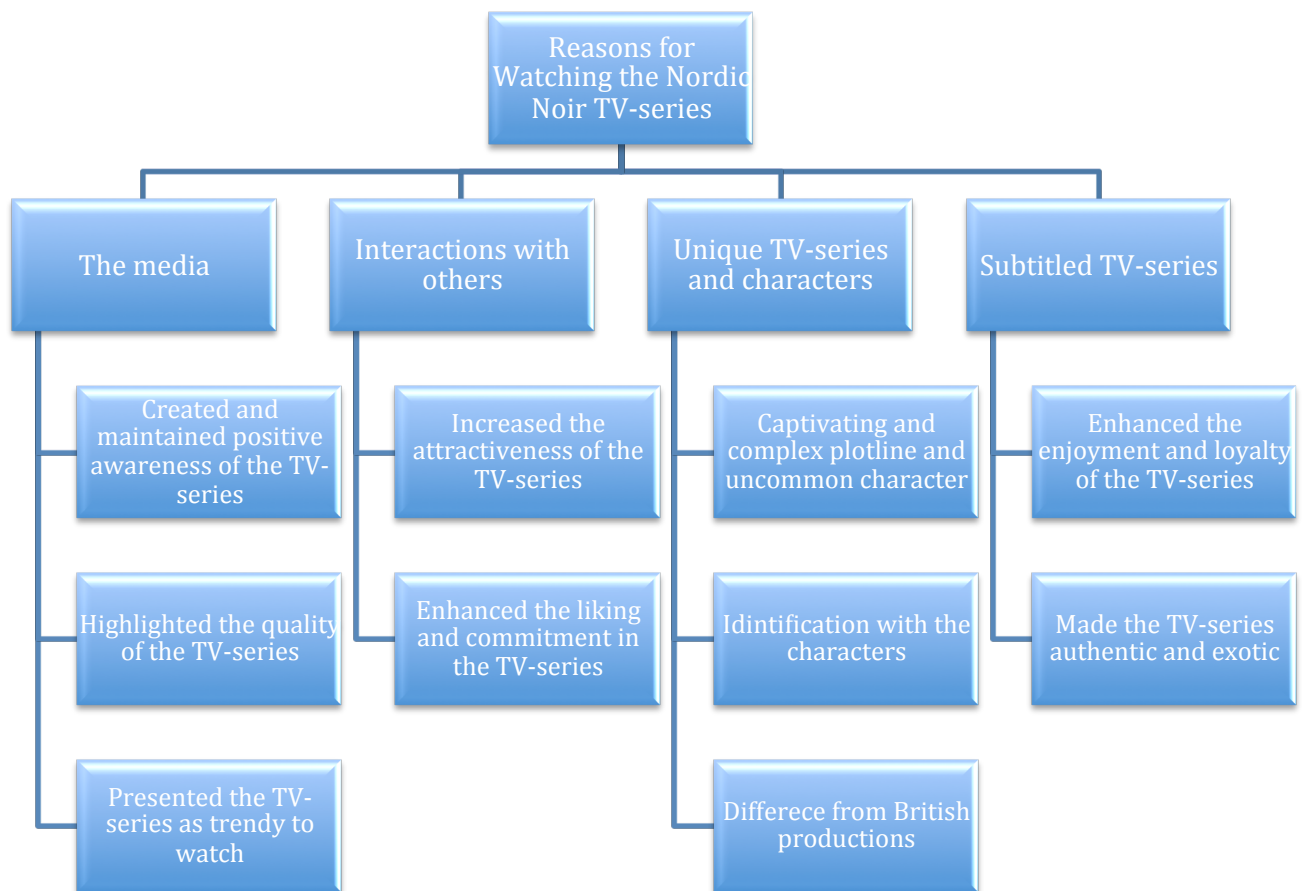 Reasons for
Watching the Nordic
Noir TV-series
The media
Interactions with
others
Unique TV-series
and characters
Subtitled TV-series
Created and
maintained positive
awareness of the TV-
series
Increased the
attractiveness of the
TV-series
Captivating and
complex plotline and
uncommon character
Enhanced the
enjoyment and loyalty
of the TV-series
Highlighted the quality
of the TV-series
Enhanced the liking
and commitment in
the TV-series
Idintification with the
characters
Made the TV-series
authentic and exotic
Presented the TV-
series as trendy to
watch
Differece from British
productions